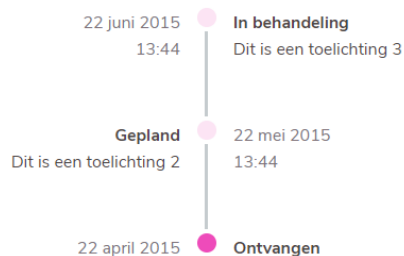 22 juni 2015 In behandeling
13:44 Dit is een toelichting 3
Gepland 22 mei 2015
Dit is een toelichting 2 13:44
22 april 2015 Ontvangen